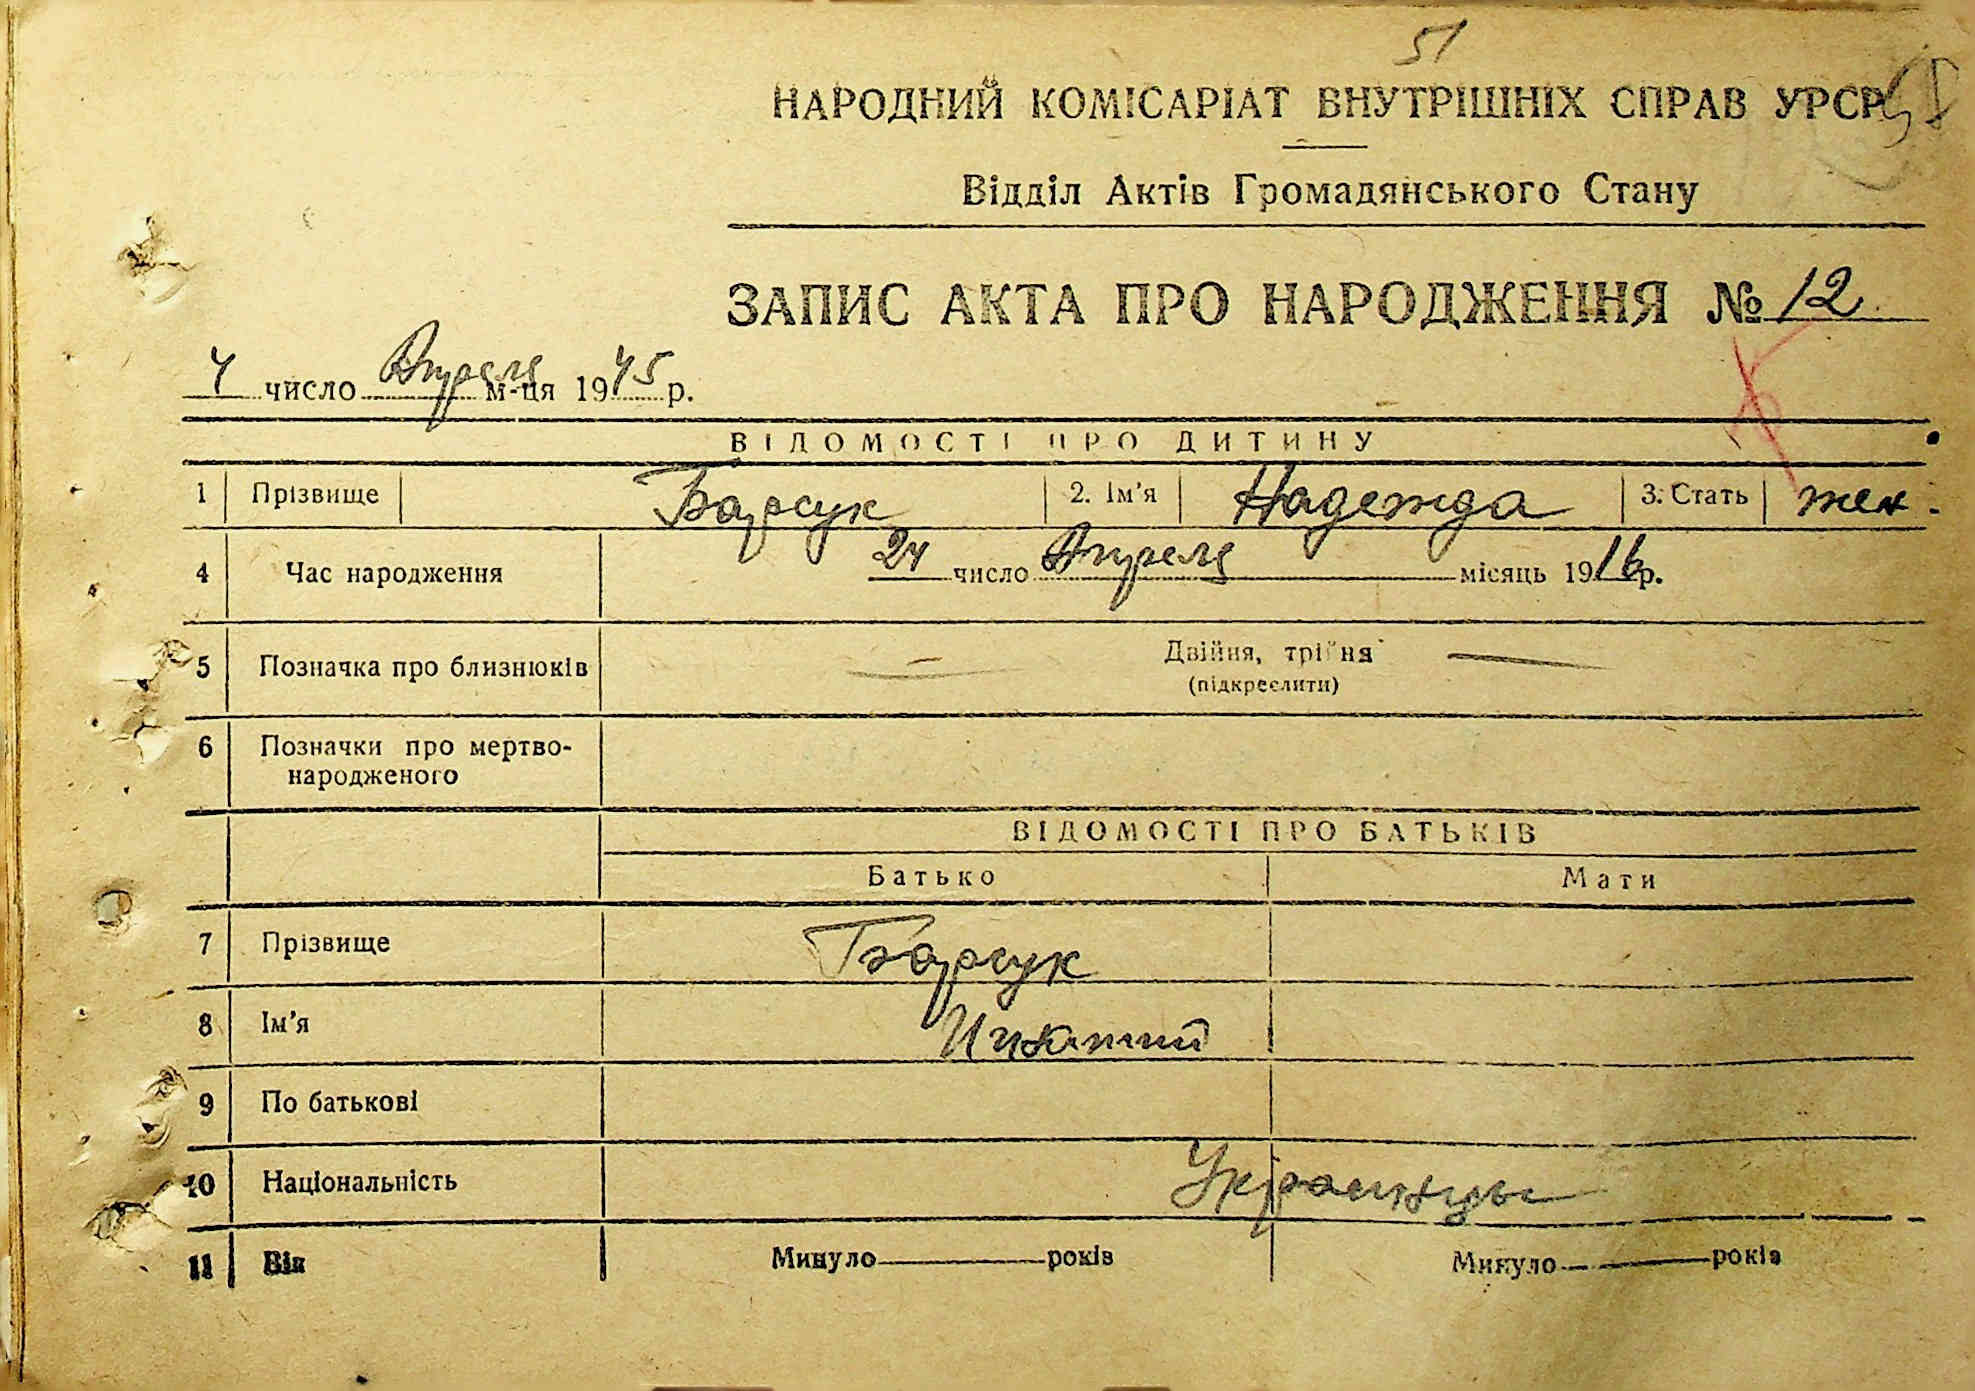 51
НАРОДНИЙ КОМІСАРІАТ ВНУТРІШНІХ СПРАВ УРСР
Відділ Актів Громадянського Стану
ЗАПИС АКТА ПРО НАРОДЖЕННЯ № 12
4 число Апреля м-ця 1945 р.
ВІДОМОСТІ ПРО ДИТИНУ
1 Прізвище Барсук 2. Ім'я Надежда 3. Стать жен.
4 Час народження 24 число Апреля місяць 1916 р.
5 Позначка про близнюків — Двійня, трійня —
(підкреслити)
6 Позначки про мертво-
народженого
ВІДОМОСТІ ПРО БАТЬКІВ
Батько Мати
7 Прізвище Барсук
8 Ім'я
9 По батькові
10 Національність Украинцы
11 Вік Минуло — років Минуло — років